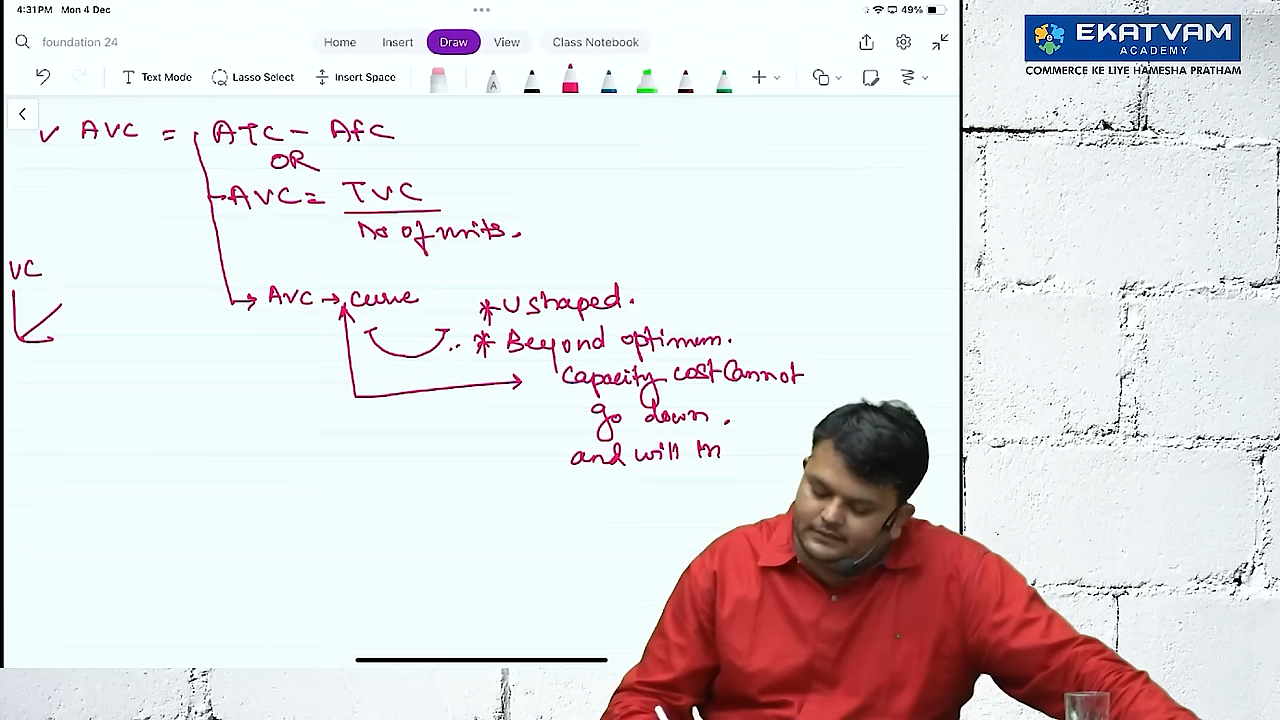 4:31PM Mon 4 Dec
49%
foundation 24
Home Insert Draw View Class Notebook
Text Mode Lasso Select Insert Space
EKATVAM
ACADEMY
COMMERCE KE LIYE HAMESHA PRATHAM
AVC = ATC - AFC
OR
AVC = TVC
No of units.
VC
AVC → curve
* U shaped.
* Beyond optimum.
capacity cost cannot
go down.
and will in